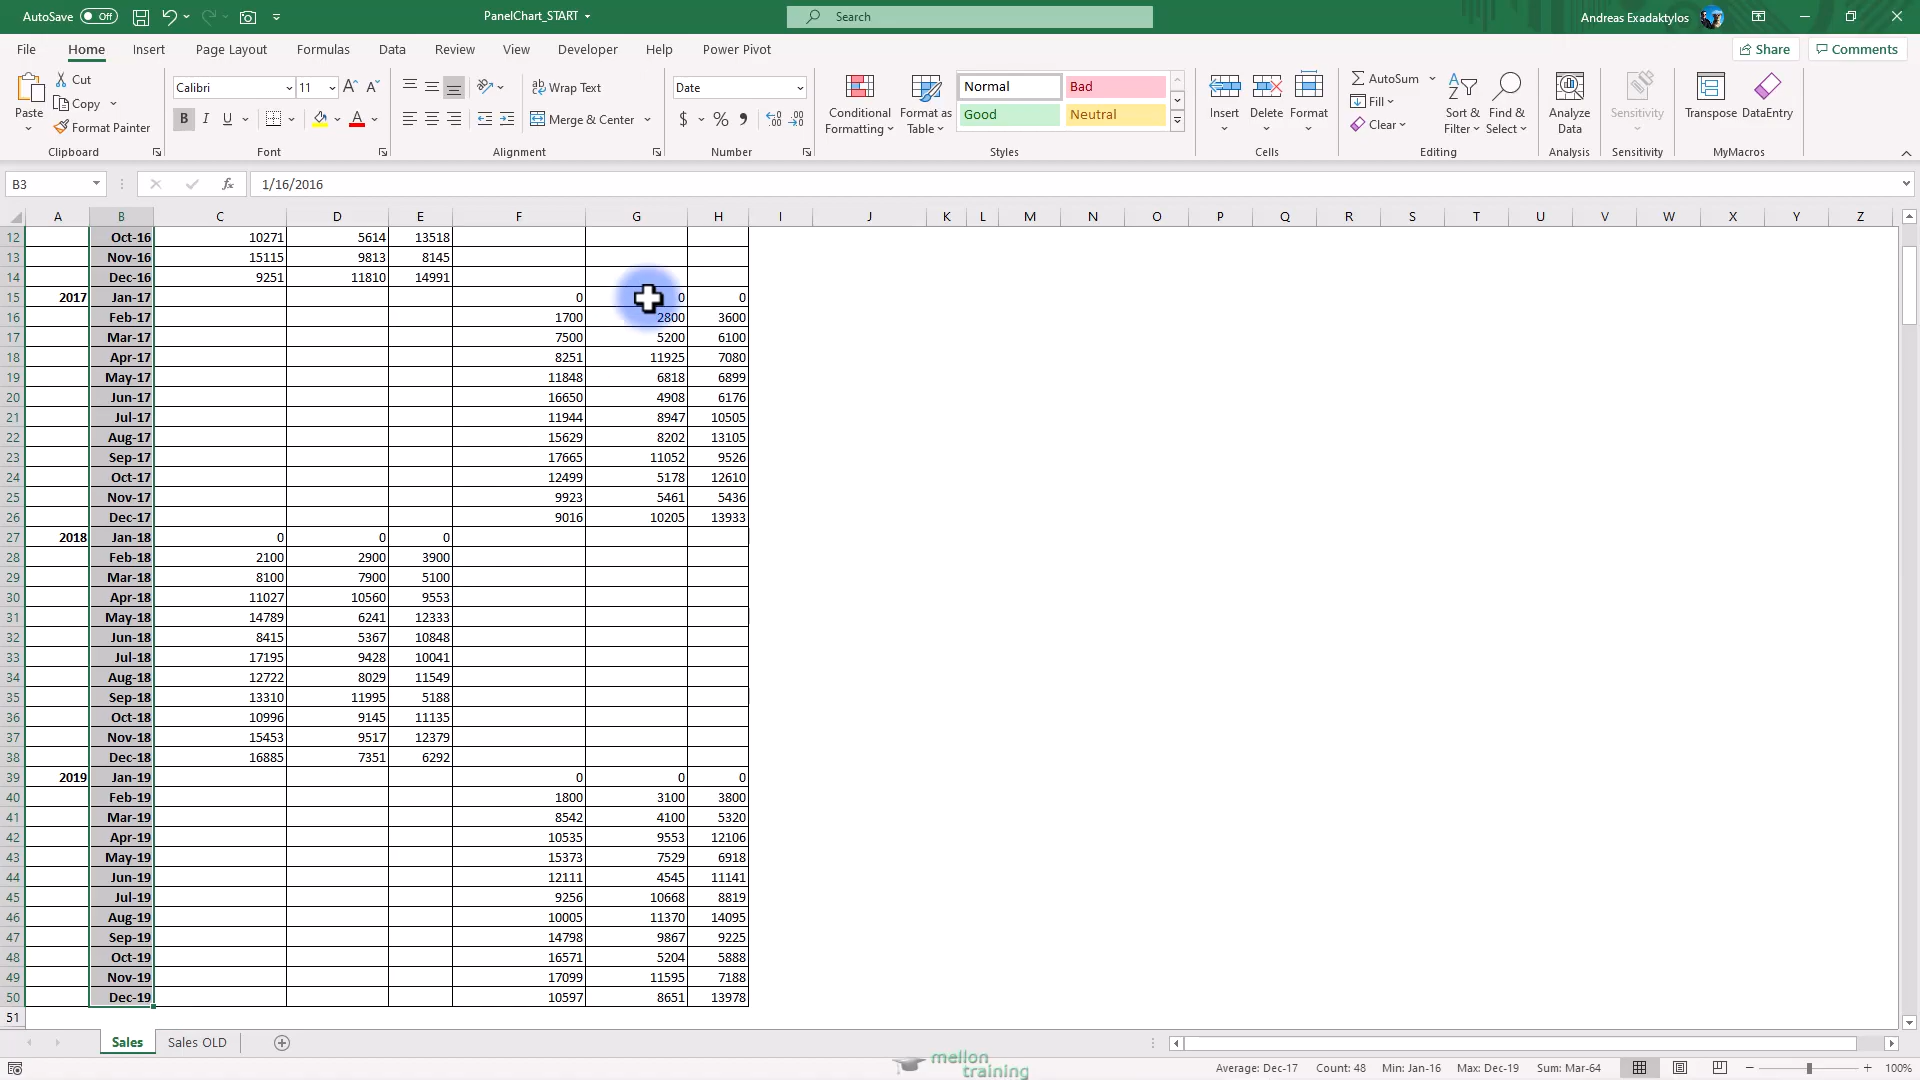 AutoSave Off PanelChart_START Search Andreas Exadaktylos
File Home Insert Page Layout Formulas Data Review View Developer Help Power Pivot Share Comments
Paste Cut Copy Format Painter Clipboard
Calibri 11 B I U Font
Wrap Text Merge & Center Alignment
Date $ % Number
Conditional Formatting Format as Table Normal Bad Good Neutral Styles
Insert Delete Format Cells
AutoSum Fill Clear Sort & Filter Find & Select Editing
Analyze Data Analysis
Sensitivity Sensitivity
Transpose DataEntry MyMacros
B3 fx 1/16/2016
A B C D E F G H I J K L M N O P Q R S T U V W X Y Z
12 Oct-16 10271 5614 13518
13 Nov-16 15115 9813 8145
14 Dec-16 9251 11810 14991
15 2017 Jan-17 0 0 0
16 Feb-17 1700 2800 3600
17 Mar-17 7500 5200 6100
18 Apr-17 8251 11925 7080
19 May-17 11848 6818 6899
20 Jun-17 16650 4908 6176
21 Jul-17 11944 8947 10505
22 Aug-17 15629 8202 13105
23 Sep-17 17665 11052 9526
24 Oct-17 12499 5178 12610
25 Nov-17 9923 5461 5436
26 Dec-17 9016 10205 13933
27 2018 Jan-18 0 0 0
28 Feb-18 2100 2900 3900
29 Mar-18 8100 7900 5100
30 Apr-18 11027 10560 9553
31 May-18 14789 6241 12333
32 Jun-18 8415 5367 10848
33 Jul-18 17195 9428 10041
34 Aug-18 12722 8029 11549
35 Sep-18 13310 11995 5188
36 Oct-18 10996 9145 11135
37 Nov-18 15453 9517 12379
38 Dec-18 16885 7351 6292
39 2019 Jan-19 0 0 0
40 Feb-19 1800 3100 3800
41 Mar-19 8542 4100 5320
42 Apr-19 10535 9553 12106
43 May-19 15373 7529 6918
44 Jun-19 12111 4545 11141
45 Jul-19 9256 10668 8819
46 Aug-19 10005 11370 14095
47 Sep-19 14798 9867 9225
48 Oct-19 16571 5204 5888
49 Nov-19 17099 11595 7188
50 Dec-19 10597 8651 13978
51
Sales Sales OLD
mellon training
Average: Dec-17 Count: 48 Min: Jan-16 Max: Dec-19 Sum: Mar-64 100%